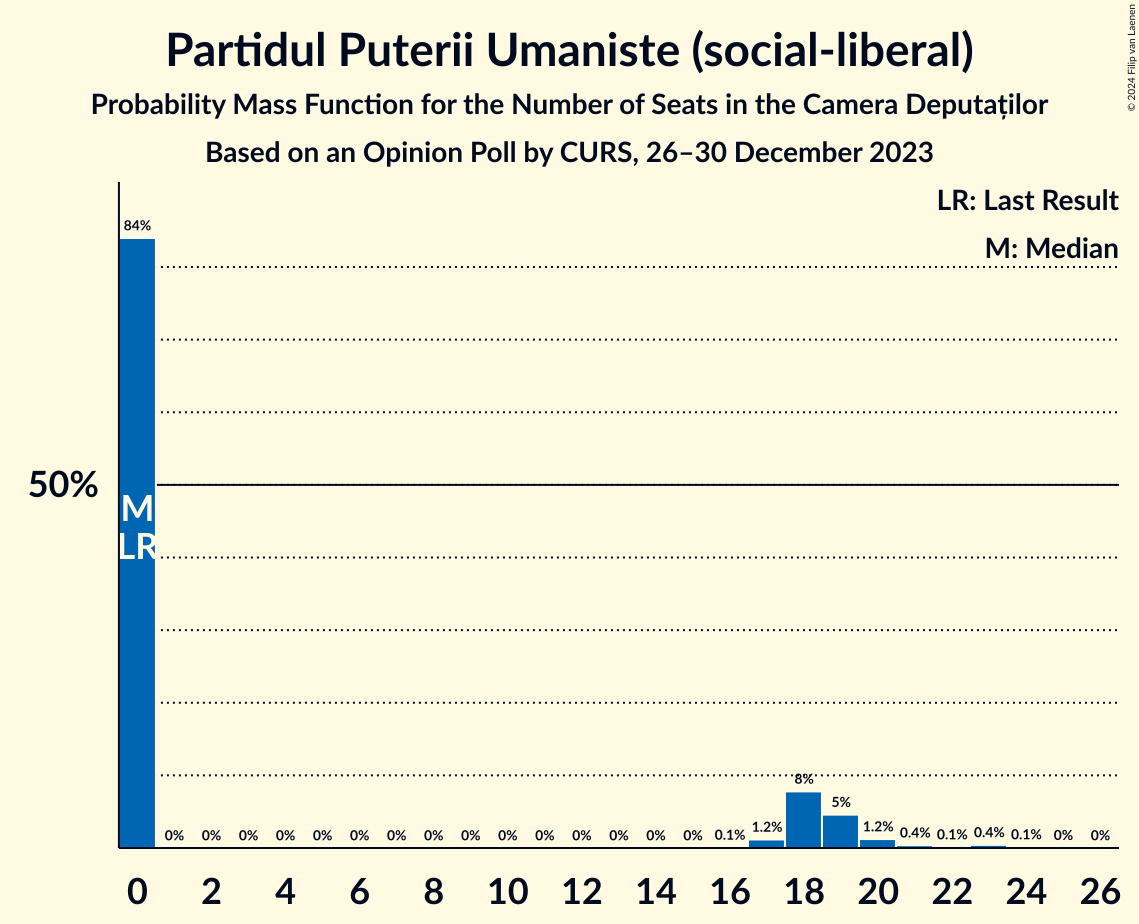 Partidul Puterii Umaniste (social-liberal)
Probability Mass Function for the Number of Seats in the Camera Deputaților
Based on an Opinion Poll by CURS, 26–30 December 2023
© 2024 Filip van Laenen
LR: Last Result
M: Median
84%
50%
M
LR
0% 0% 0% 0% 0% 0% 0% 0% 0% 0% 0% 0% 0% 0% 0% 0.1% 1.2% 8% 5% 1.2% 0.4% 0.1% 0.4% 0.1% 0% 0%
0 2 4 6 8 10 12 14 16 18 20 22 24 26